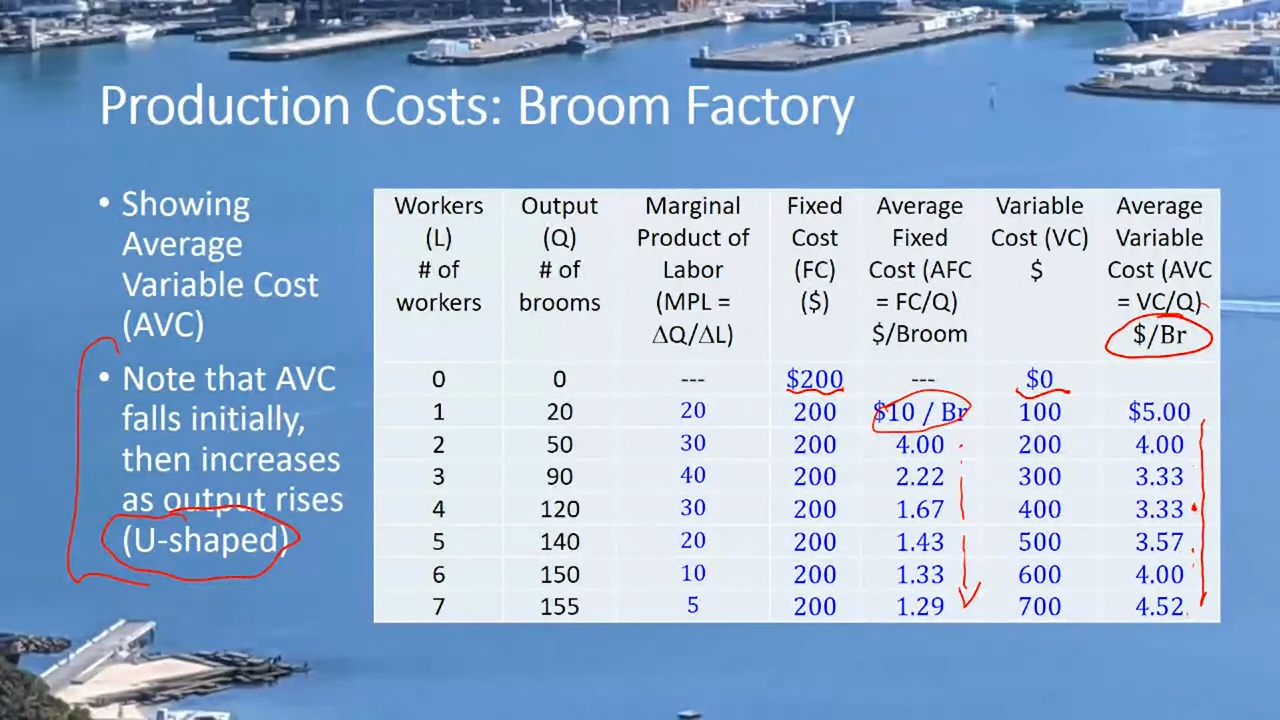 Production Costs: Broom Factory
• Showing
Average
Variable Cost
(AVC)
• Note that AVC
falls initially,
then increases
as output rises
(U-shaped)
Workers (L) # of workers | Output (Q) # of brooms | Marginal Product of Labor (MPL = ΔQ/ΔL) | Fixed Cost (FC) ($) | Average Fixed Cost (AFC = FC/Q) $/Broom | Variable Cost (VC) $ | Average Variable Cost (AVC = VC/Q) $/Br
0 | 0 | --- | $200 | --- | $0 |
1 | 20 | 20 | 200 | $10 / Br | 100 | $5.00
2 | 50 | 30 | 200 | 4.00 | 200 | 4.00
3 | 90 | 40 | 200 | 2.22 | 300 | 3.33
4 | 120 | 30 | 200 | 1.67 | 400 | 3.33
5 | 140 | 20 | 200 | 1.43 | 500 | 3.57
6 | 150 | 10 | 200 | 1.33 | 600 | 4.00
7 | 155 | 5 | 200 | 1.29 | 700 | 4.52